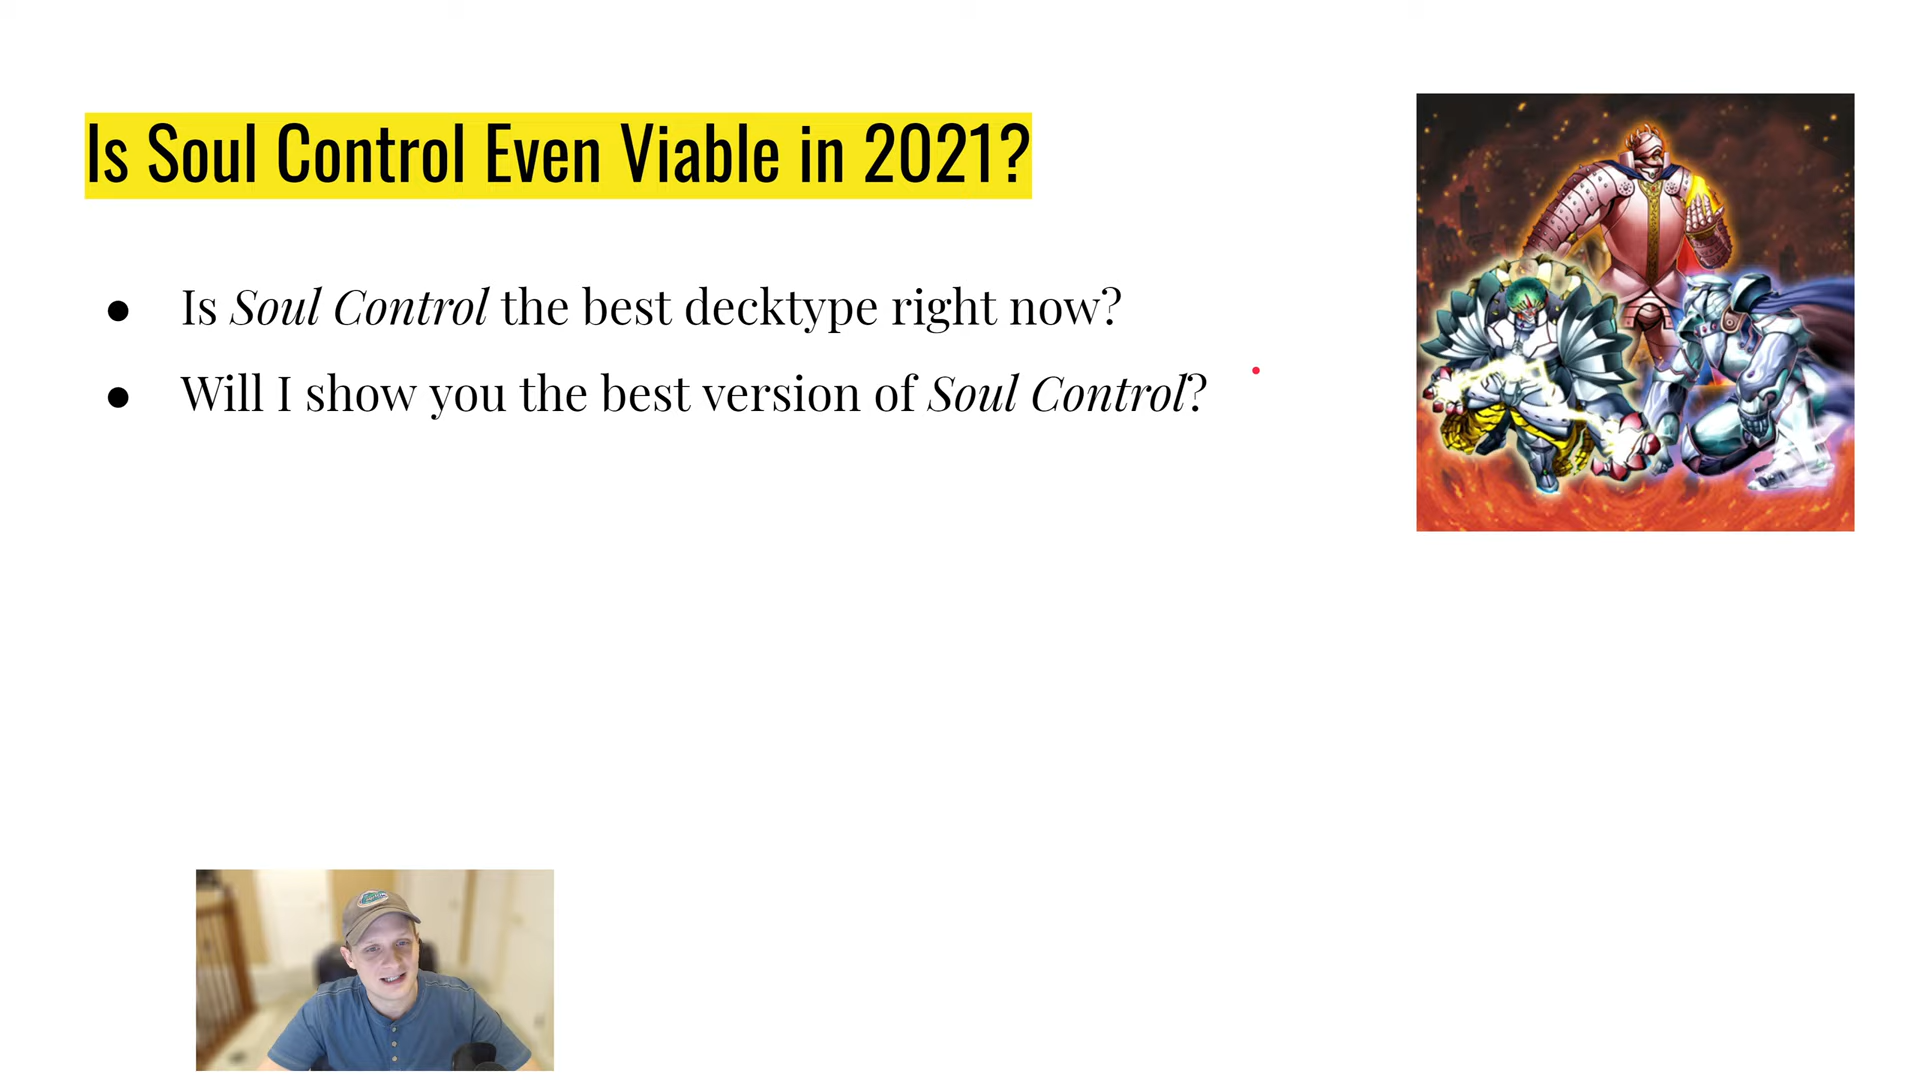 Is Soul Control Even Viable in 2021?
● Is Soul Control the best decktype right now?
● Will I show you the best version of Soul Control?